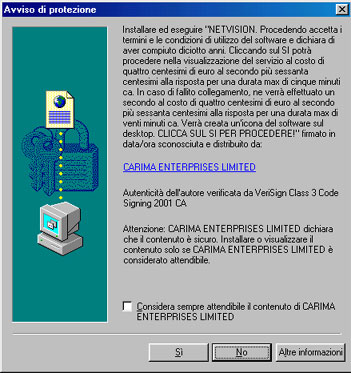 Avviso di protezione
Installare ed eseguire "NETVISION. Procedendo accetta i
termini e le condizioni di utilizzo del software e dichiara di
aver compiuto diciotto anni. Cliccando sul SI potrà
procedere nella visualizzazione del servizio al costo di
quattro centesimi di euro al secondo più sessanta
centesimi alla risposta per una durata max di cinque minuti
ca. In caso di fallito collegamento, ne verrà effettuato un
secondo al costo di quattro centesimi di euro al secondo
più sessanta centesimi alla risposta per una durata max di
venti minuti ca. Verrà creata un'icona del software sul
desktop. CLICCA SUL SI PER PROCEDERE!" firmato in
data/ora sconosciuta e distribuito da:
CARIMA ENTERPRISES LIMITED
Autenticità dell'autore verificata da VeriSign Class 3 Code
Signing 2001 CA
Attenzione: CARIMA ENTERPRISES LIMITED dichiara
che il contenuto è sicuro. Installare o visualizzare il
contenuto solo se CARIMA ENTERPRISES LIMITED è
considerato attendibile.
Considera sempre attendibile il contenuto di CARIMA
ENTERPRISES LIMITED
Sì No Altre informazioni